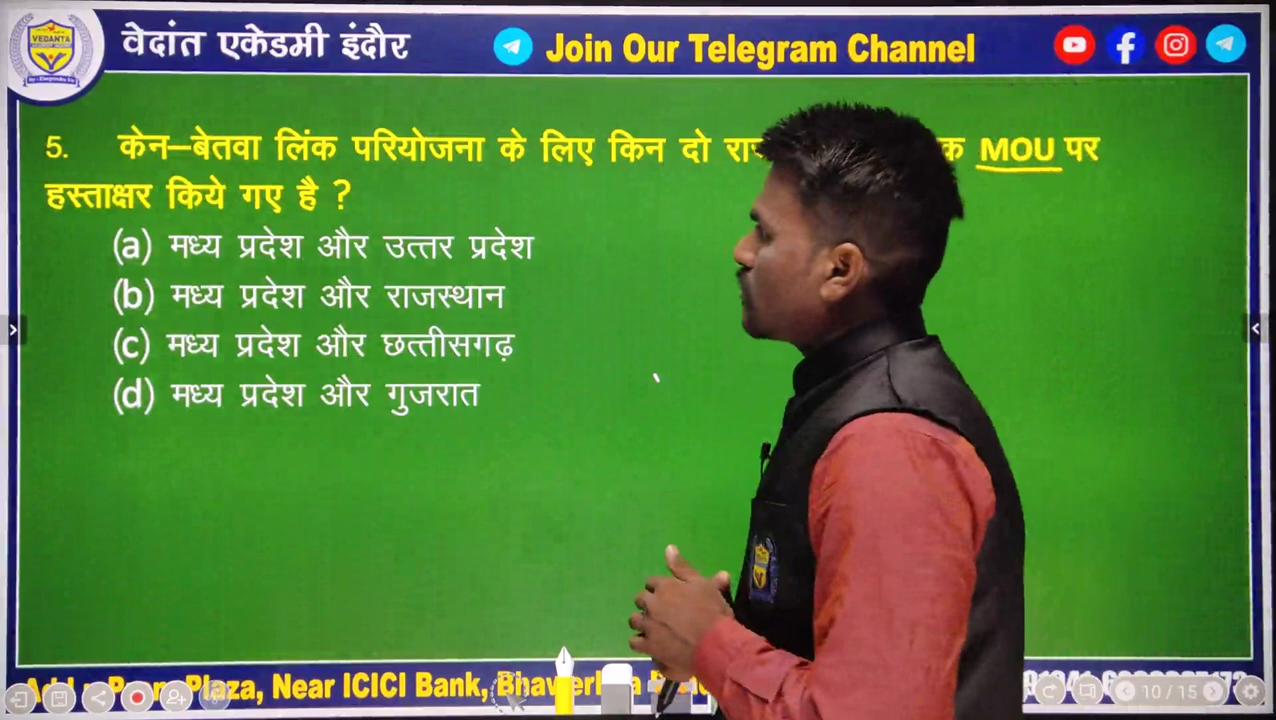 VEDANTA
वेदांत एकेडमी इंदौर
Join Our Telegram Channel
5. केन–बेतवा लिंक परियोजना के लिए किन दो MOU पर
हस्ताक्षर किये गए है ?
(a) मध्य प्रदेश और उत्तर प्रदेश
(b) मध्य प्रदेश और राजस्थान
(c) मध्य प्रदेश और छत्तीसगढ़
(d) मध्य प्रदेश और गुजरात
Plaza, Near ICICI Bank,
10 / 15